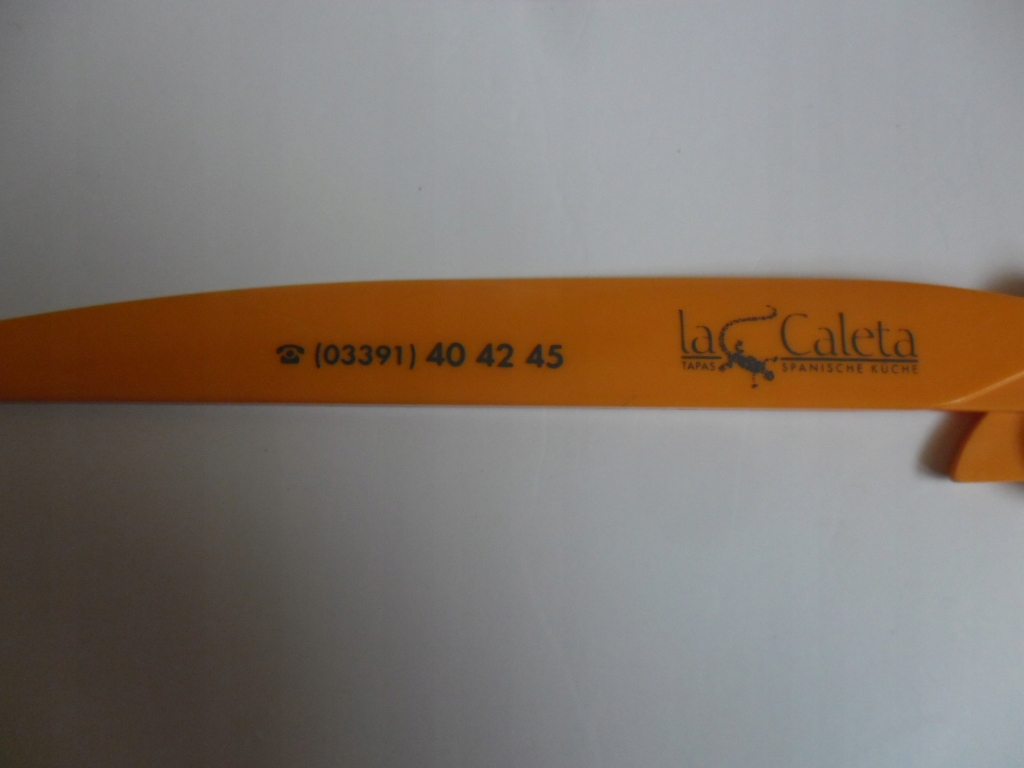 ☎ (03391) 40 42 45
la Caleta
TAPAS SPANISCHE KÜCHE